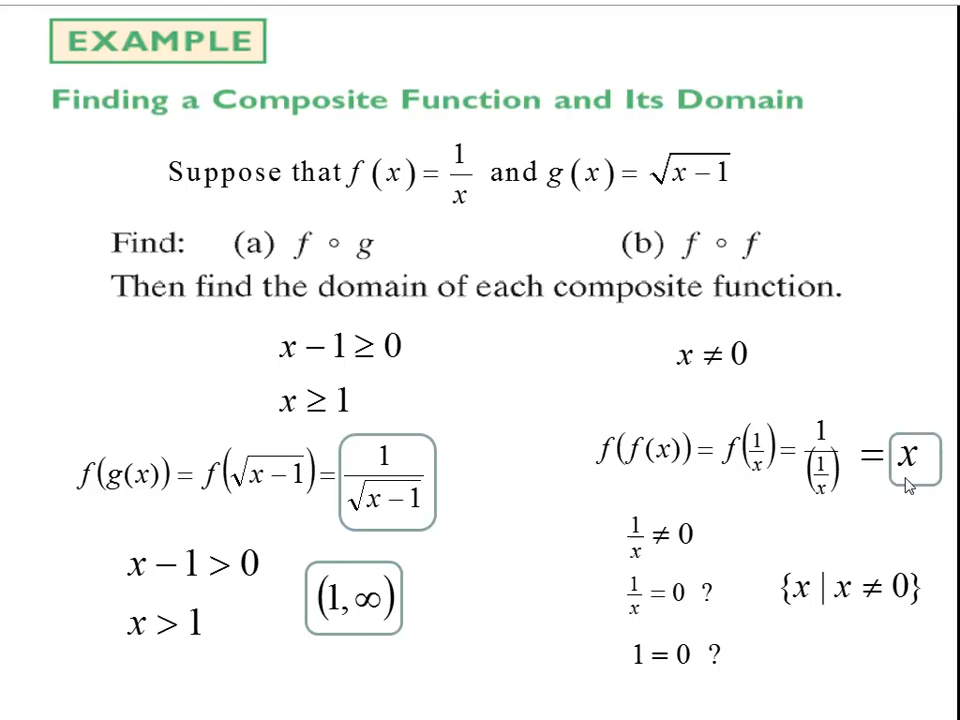 EXAMPLE
Finding a Composite Function and Its Domain
Suppose that f(x) = 1/x and g(x) = √(x − 1)
Find: (a) f ∘ g (b) f ∘ f
Then find the domain of each composite function.
x − 1 ≥ 0
x ≥ 1
f(g(x)) = f(√(x − 1)) = 1/√(x − 1)
x − 1 > 0
x > 1
(1, ∞)
x ≠ 0
f(f(x)) = f(1/x) = 1/(1/x) = x
1/x ≠ 0
1/x = 0 ?
1 = 0 ?
{x | x ≠ 0}